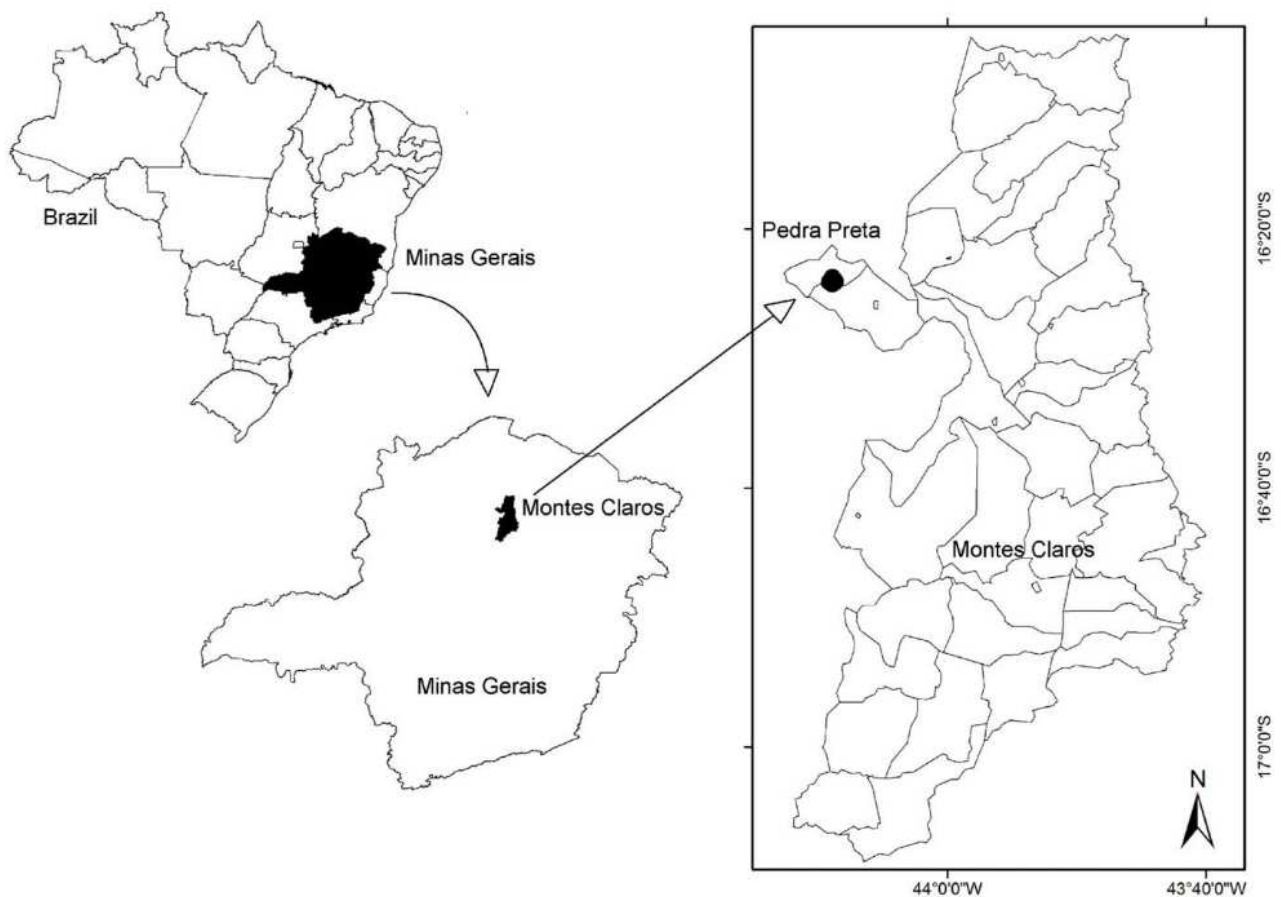 Brazil
Minas Gerais
Montes Claros
Minas Gerais
Pedra Preta
Montes Claros
N
16°20'0"S
16°40'0"S
17°0'0"S
44°0'0"W
43°40'0"W